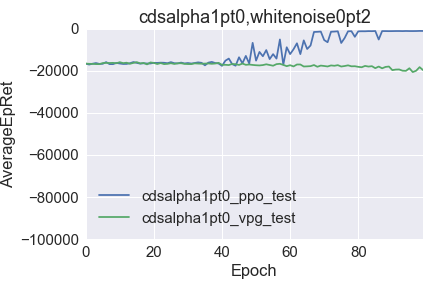 cdsalpha1pt0,whitenoise0pt2
0
−20000
−40000
−60000
−80000
−100000
AverageEpRet
cdsalpha1pt0_ppo_test
cdsalpha1pt0_vpg_test
0 20 40 60 80
Epoch